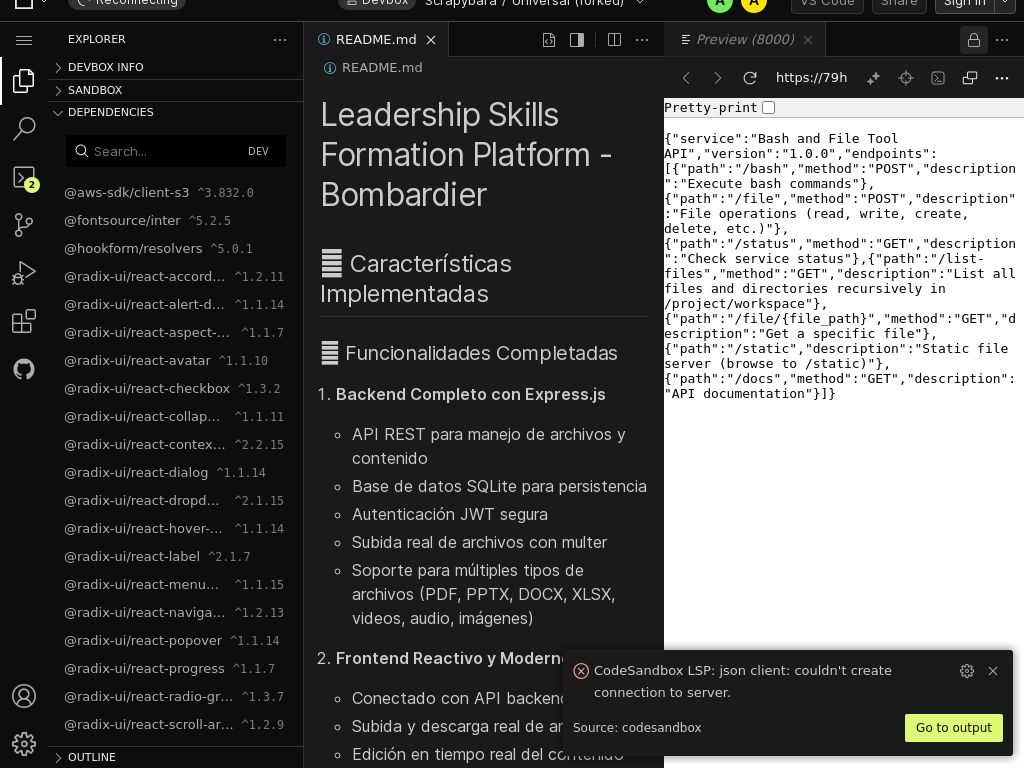 Reconnecting
Devbox
Scrapybara / Universal (forked)
A
A
VS Code
Share
Sign in
EXPLORER
DEVBOX INFO
SANDBOX
DEPENDENCIES
Search...
DEV
@aws-sdk/client-s3 ^3.832.0
@fontsource/inter ^5.2.5
@hookform/resolvers ^5.0.1
@radix-ui/react-accord... ^1.2.11
@radix-ui/react-alert-d... ^1.1.14
@radix-ui/react-aspect-... ^1.1.7
@radix-ui/react-avatar ^1.1.10
@radix-ui/react-checkbox ^1.3.2
@radix-ui/react-collap... ^1.1.11
@radix-ui/react-contex... ^2.2.15
@radix-ui/react-dialog ^1.1.14
@radix-ui/react-dropd... ^2.1.15
@radix-ui/react-hover-... ^1.1.14
@radix-ui/react-label ^2.1.7
@radix-ui/react-menu... ^1.1.15
@radix-ui/react-naviga... ^1.2.13
@radix-ui/react-popover ^1.1.14
@radix-ui/react-progress ^1.1.7
@radix-ui/react-radio-gr... ^1.3.7
@radix-ui/react-scroll-ar... ^1.2.9
OUTLINE
2
README.md
README.md
Leadership Skills
Formation Platform -
Bombardier
Características
Implementadas
Funcionalidades Completadas
1. Backend Completo con Express.js
API REST para manejo de archivos y
contenido
Base de datos SQLite para persistencia
Autenticación JWT segura
Subida real de archivos con multer
Soporte para múltiples tipos de
archivos (PDF, PPTX, DOCX, XLSX,
videos, audio, imágenes)
2. Frontend Reactivo y Moderno
Conectado con API backend
Subida y descarga real de ar
Edición en tiempo real del contenido
Preview (8000)
https://79h
Pretty-print
{"service":"Bash and File Tool
API","version":"1.0.0","endpoints":
[{"path":"/bash","method":"POST","description
":"Execute bash commands"},
{"path":"/file","method":"POST","description"
:"File operations (read, write, create,
delete, etc.)"},
{"path":"/status","method":"GET","description
":"Check service status"},{"path":"/list-
files","method":"GET","description":"List all
files and directories recursively in
/project/workspace"},
{"path":"/file/{file_path}","method":"GET","d
escription":"Get a specific file"},
{"path":"/static","description":"Static file
server (browse to /static)"},
{"path":"/docs","method":"GET","description":
"API documentation"}]}
CodeSandbox LSP: json client: couldn't create
connection to server.
Source: codesandbox
Go to output